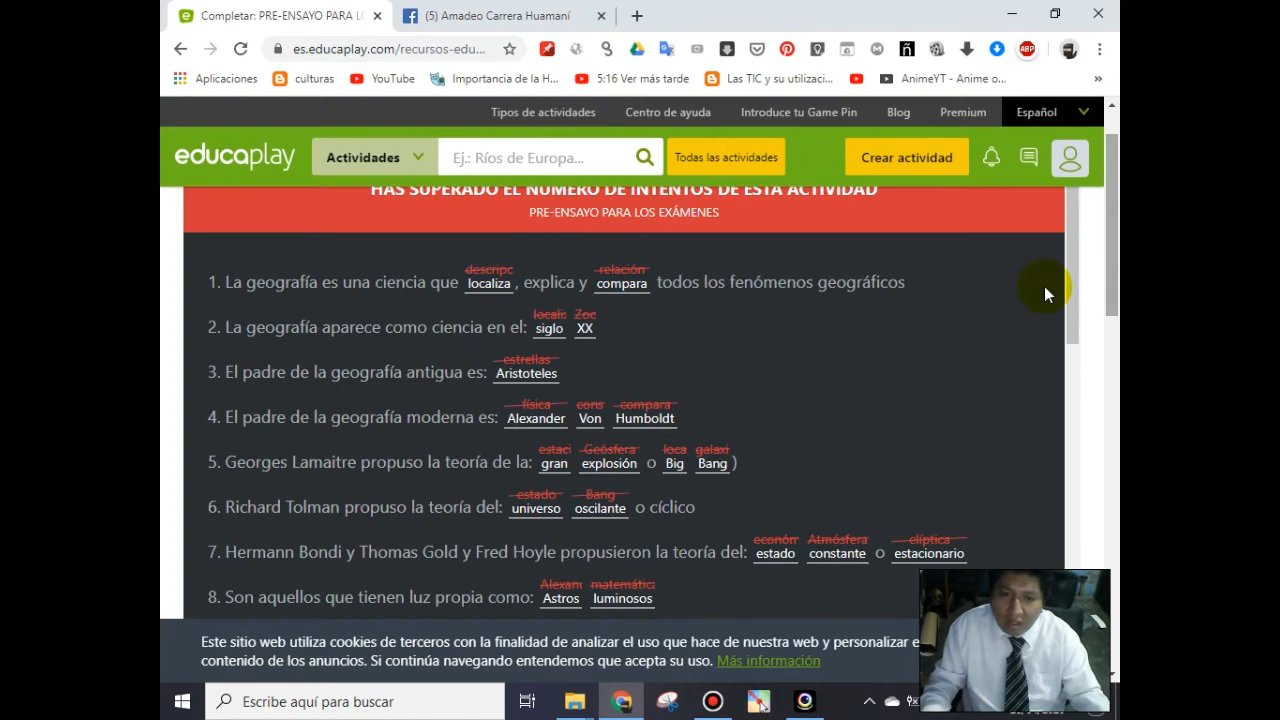 Completar: PRE-ENSAYO PARA LO
(5) Amadeo Carrera Huamaní
es.educaplay.com/recursos-edu...
Aplicaciones
culturas
YouTube
Importancia de la H...
5:16 Ver más tarde
Las TIC y su utilizaci...
AnimeYT - Anime o...
Tipos de actividades
Centro de ayuda
Introduce tu Game Pin
Blog
Premium
Español
educaplay
Actividades
Ej.: Ríos de Europa...
Todas las actividades
Crear actividad
HAS SUPERADO EL NÚMERO DE INTENTOS DE ESTA ACTIVIDAD
PRE-ENSAYO PARA LOS EXÁMENES
descripc relación
1. La geografía es una ciencia que localiza, explica y compara todos los fenómenos geográficos
locali: Zoc
2. La geografía aparece como ciencia en el: siglo XX
estrellas
3. El padre de la geografía antigua es: Aristoteles
física cons compara
4. El padre de la geografía moderna es: Alexander Von Humboldt
estaci Geósfera loca galaxi
5. Georges Lamaitre propuso la teoría de la: gran explosión o Big Bang)
estado Bang
6. Richard Tolman propuso la teoría del: universo oscilante o cíclico
económ Atmósfera elíptica
7. Hermann Bondi y Thomas Gold y Fred Hoyle propusieron la teoría del: estado constante o estacionario
Alexan matemátic
8. Son aquellos que tienen luz propia como: Astros luminosos
Este sitio web utiliza cookies de terceros con la finalidad de analizar el uso que hace de nuestra web y personalizar e
contenido de los anuncios. Si continúa navegando entendemos que acepta su uso. Más información
Escribe aquí para buscar